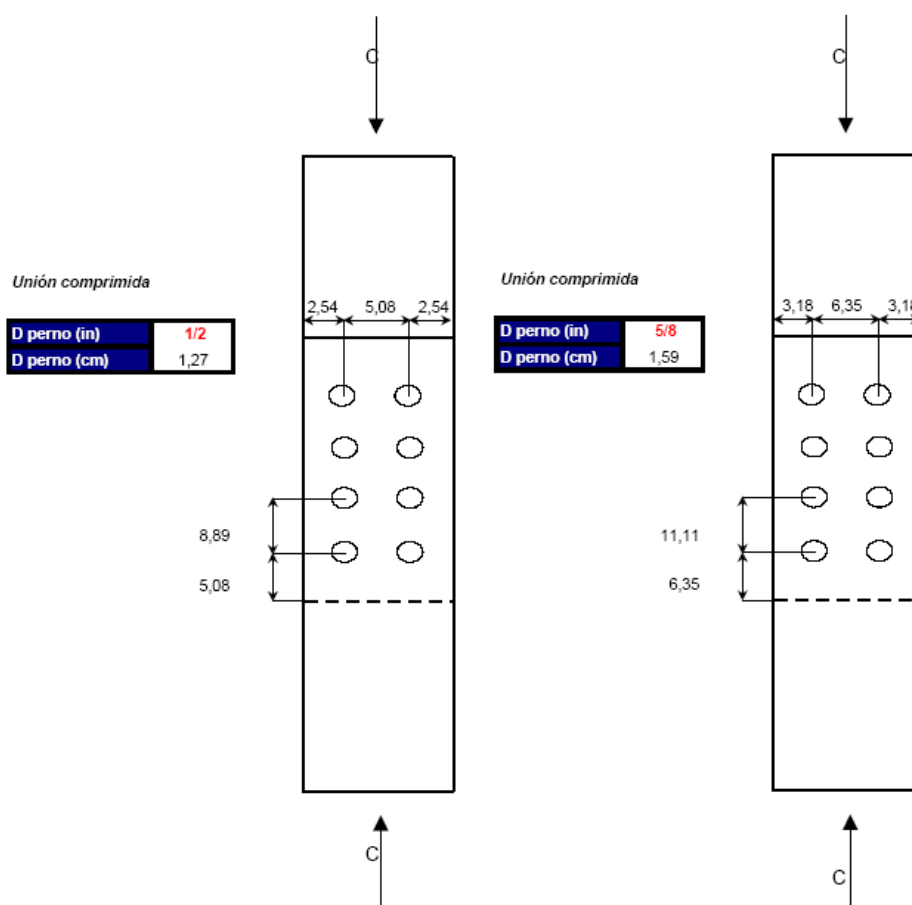 C
C
Unión comprimida
Unión comprimida
2,54 5,08 2,54
3,18 6,35 3,18
D perno (in) 1/2
D perno (cm) 1,27
D perno (in) 5/8
D perno (cm) 1,59
8,89
11,11
5,08
6,35
C
C